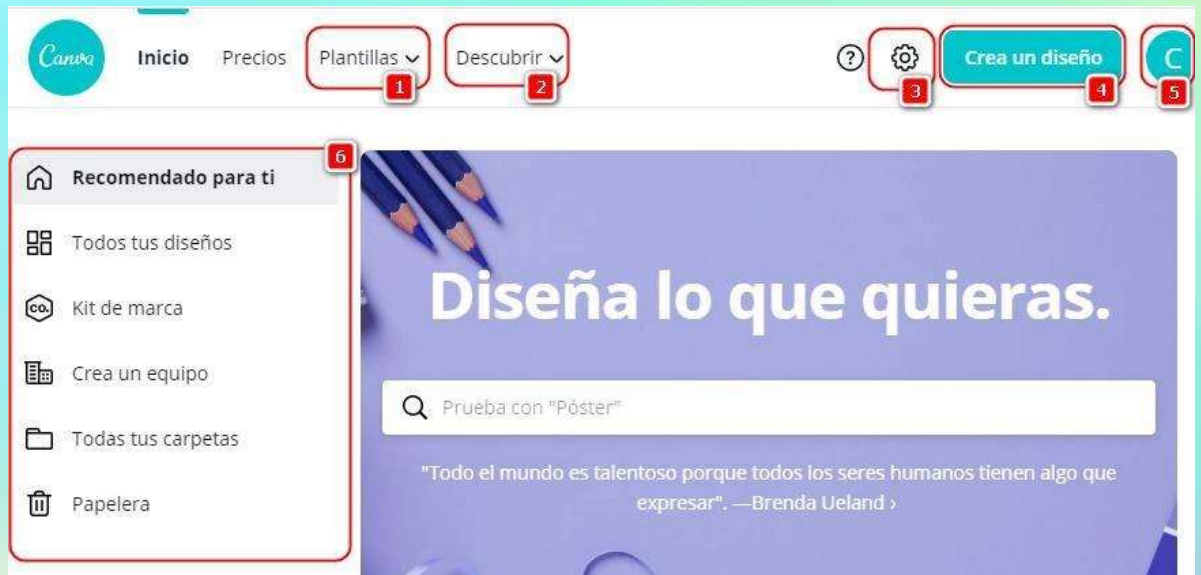 Canva
Inicio
Precios
Plantillas
Descubrir
?
Crea un diseño
C
1
2
3
4
5
6
Recomendado para ti
Todos tus diseños
CO.
Kit de marca
Crea un equipo
Todas tus carpetas
Papelera
Diseña lo que quieras.
Prueba con "Póster"
"Todo el mundo es talentoso porque todos los seres humanos tienen algo que
expresar". —Brenda Ueland ›